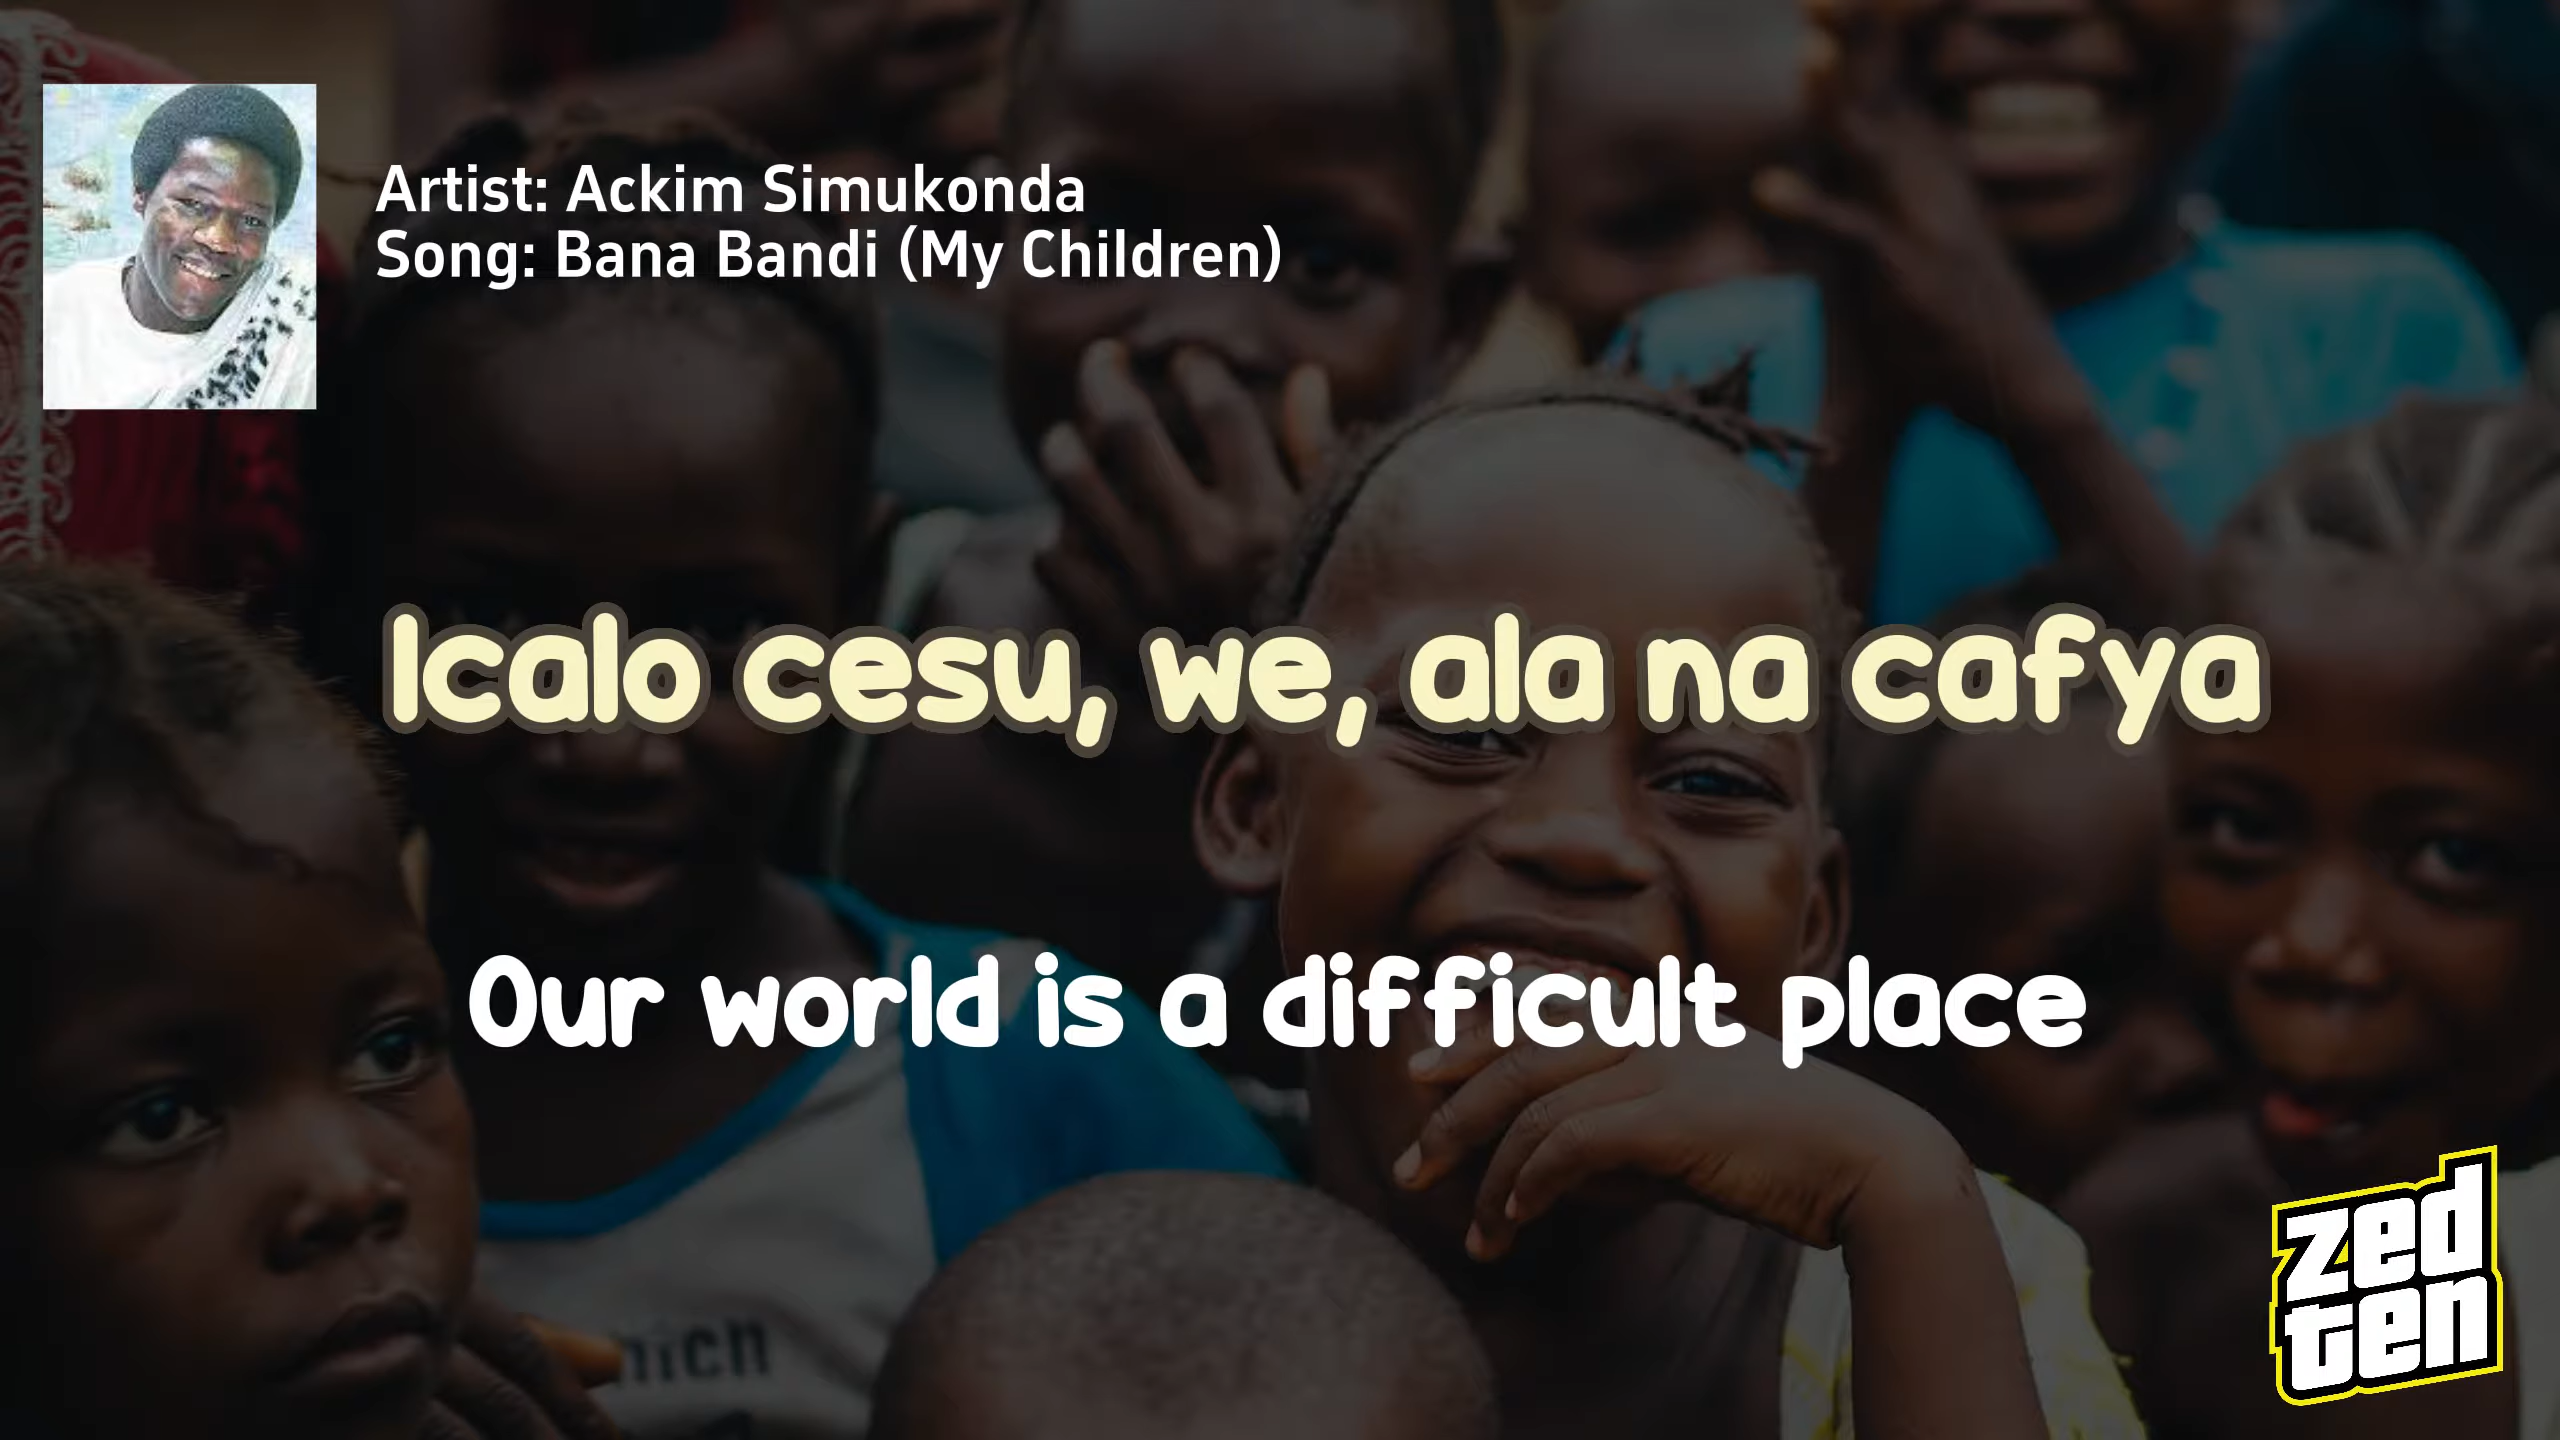 Artist: Ackim Simukonda
Song: Bana Bandi (My Children)
Icalo cesu, we, ala na cafya
Our world is a difficult place
hich
zed
ten